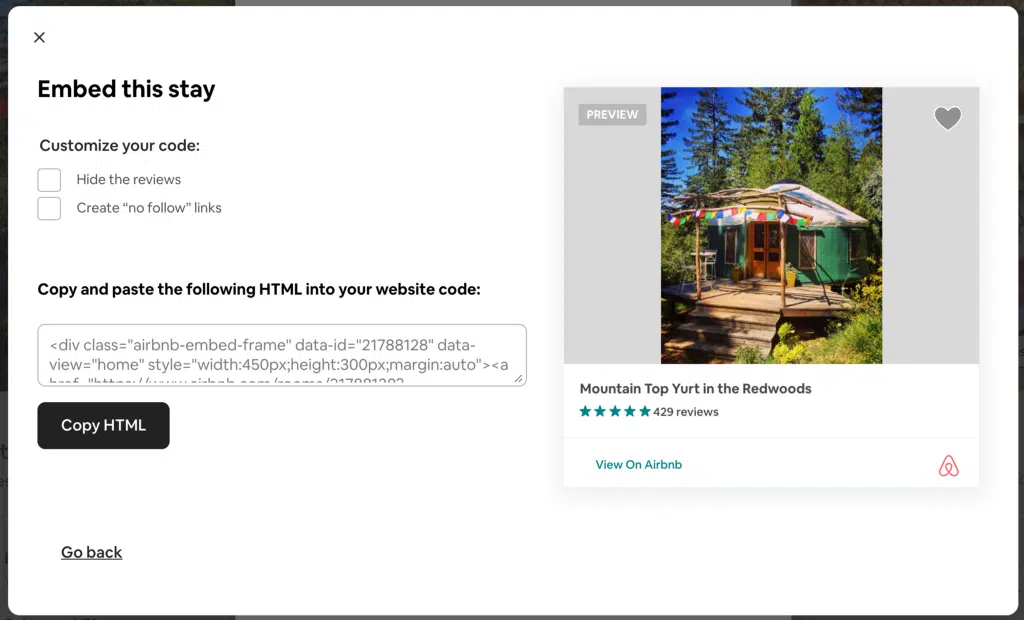 Embed this stay
Customize your code:
Hide the reviews
Create “no follow” links
Copy and paste the following HTML into your website code:
<div class="airbnb-embed-frame" data-id="21788128" data-
view="home" style="width:450px;height:300px;margin:auto"><a
Copy HTML
Go back
PREVIEW
Mountain Top Yurt in the Redwoods
429 reviews
View On Airbnb